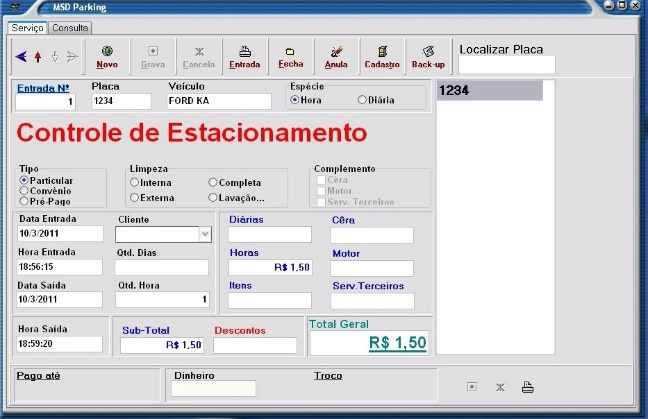 MSD Parking
Serviço Consulta
Novo Grava Cancela Entrada Fecha Anula Cadastro Back-up
Localizar Placa
Entrada Nº Placa Veículo Espécie
1 1234 FORD KA Hora Diária
1234
Controle de Estacionamento
Tipo Limpeza Complemento
Particular Interna Completa Cêra
Convênio Motor
Pré-Pago Externa Lavação... Serv. Terceiros
Data Entrada Cliente Diárias Cêra
10/3/2011
Hora Entrada Qtd. Dias Horas Motor
18:56:15 R$ 1,50
Data Saída Qtd. Hora Itens Serv.Terceiros
10/3/2011 1
Hora Saída Sub-Total Descontos Total Geral
18:59:20 R$ 1,50 R$ 1,50
Pago até Dinheiro Troco